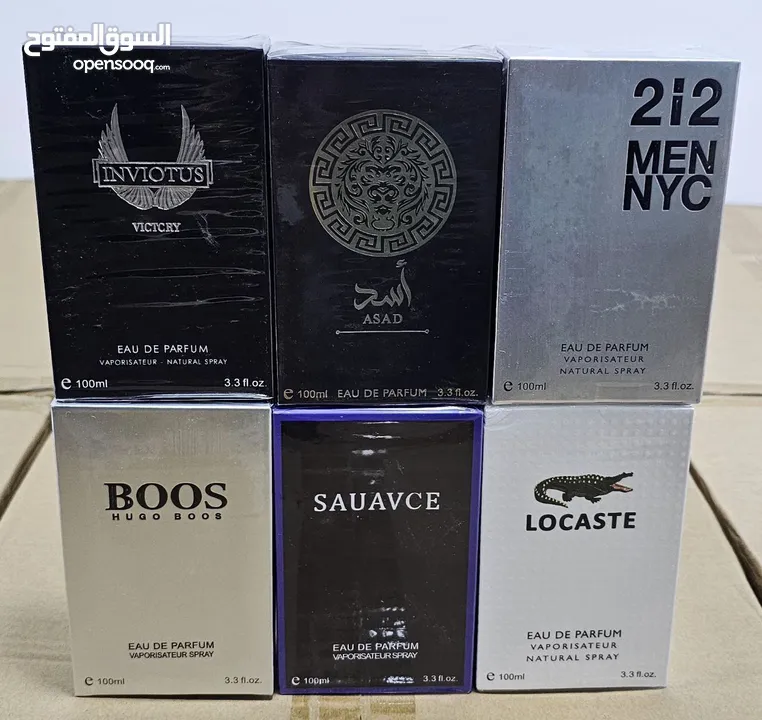 السوق المفتوح
opensooq.com
INVIOTUS
VICTCRY
EAU DE PARFUM
VAPORISATEUR - NATURAL SPRAY
e 100ml 3.3 fl.oz.
أسد
ASAD
e 100ml EAU DE PARFUM 3.3 fl.oz.
2i2
MEN
NYC
EAU DE PARFUM
VAPORISATEUR
NATURAL SPRAY
e 100ml 3.3 fl.oz.
BOOS
HUGO BOOS
EAU DE PARFUM
VAPORISATEUR SPRAY
e 100ml 3.3 fl.oz.
SAUAVCE
EAU DE PARFUM
VAPORISATEUR SPRAY
e 100ml 3.3 fl.oz.
LOCASTE
EAU DE PARFUM
VAPORISATEUR
NATURAL SPRAY
e 100ml 3.3 fl.oz.